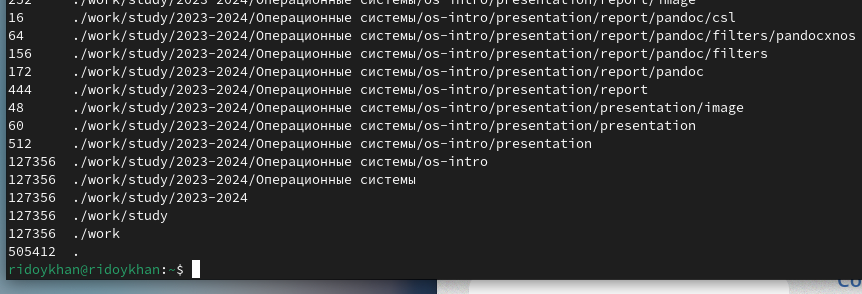 232 ./work/study/2023-2024/Операционные системы/os-intro/presentation/report/image
16 ./work/study/2023-2024/Операционные системы/os-intro/presentation/report/pandoc/csl
64 ./work/study/2023-2024/Операционные системы/os-intro/presentation/report/pandoc/filters/pandocxnos
156 ./work/study/2023-2024/Операционные системы/os-intro/presentation/report/pandoc/filters
172 ./work/study/2023-2024/Операционные системы/os-intro/presentation/report/pandoc
444 ./work/study/2023-2024/Операционные системы/os-intro/presentation/report
48 ./work/study/2023-2024/Операционные системы/os-intro/presentation/presentation/image
60 ./work/study/2023-2024/Операционные системы/os-intro/presentation/presentation
512 ./work/study/2023-2024/Операционные системы/os-intro/presentation
127356 ./work/study/2023-2024/Операционные системы/os-intro
127356 ./work/study/2023-2024/Операционные системы
127356 ./work/study/2023-2024
127356 ./work/study
127356 ./work
505412 .
ridoykhan@ridoykhan:~$